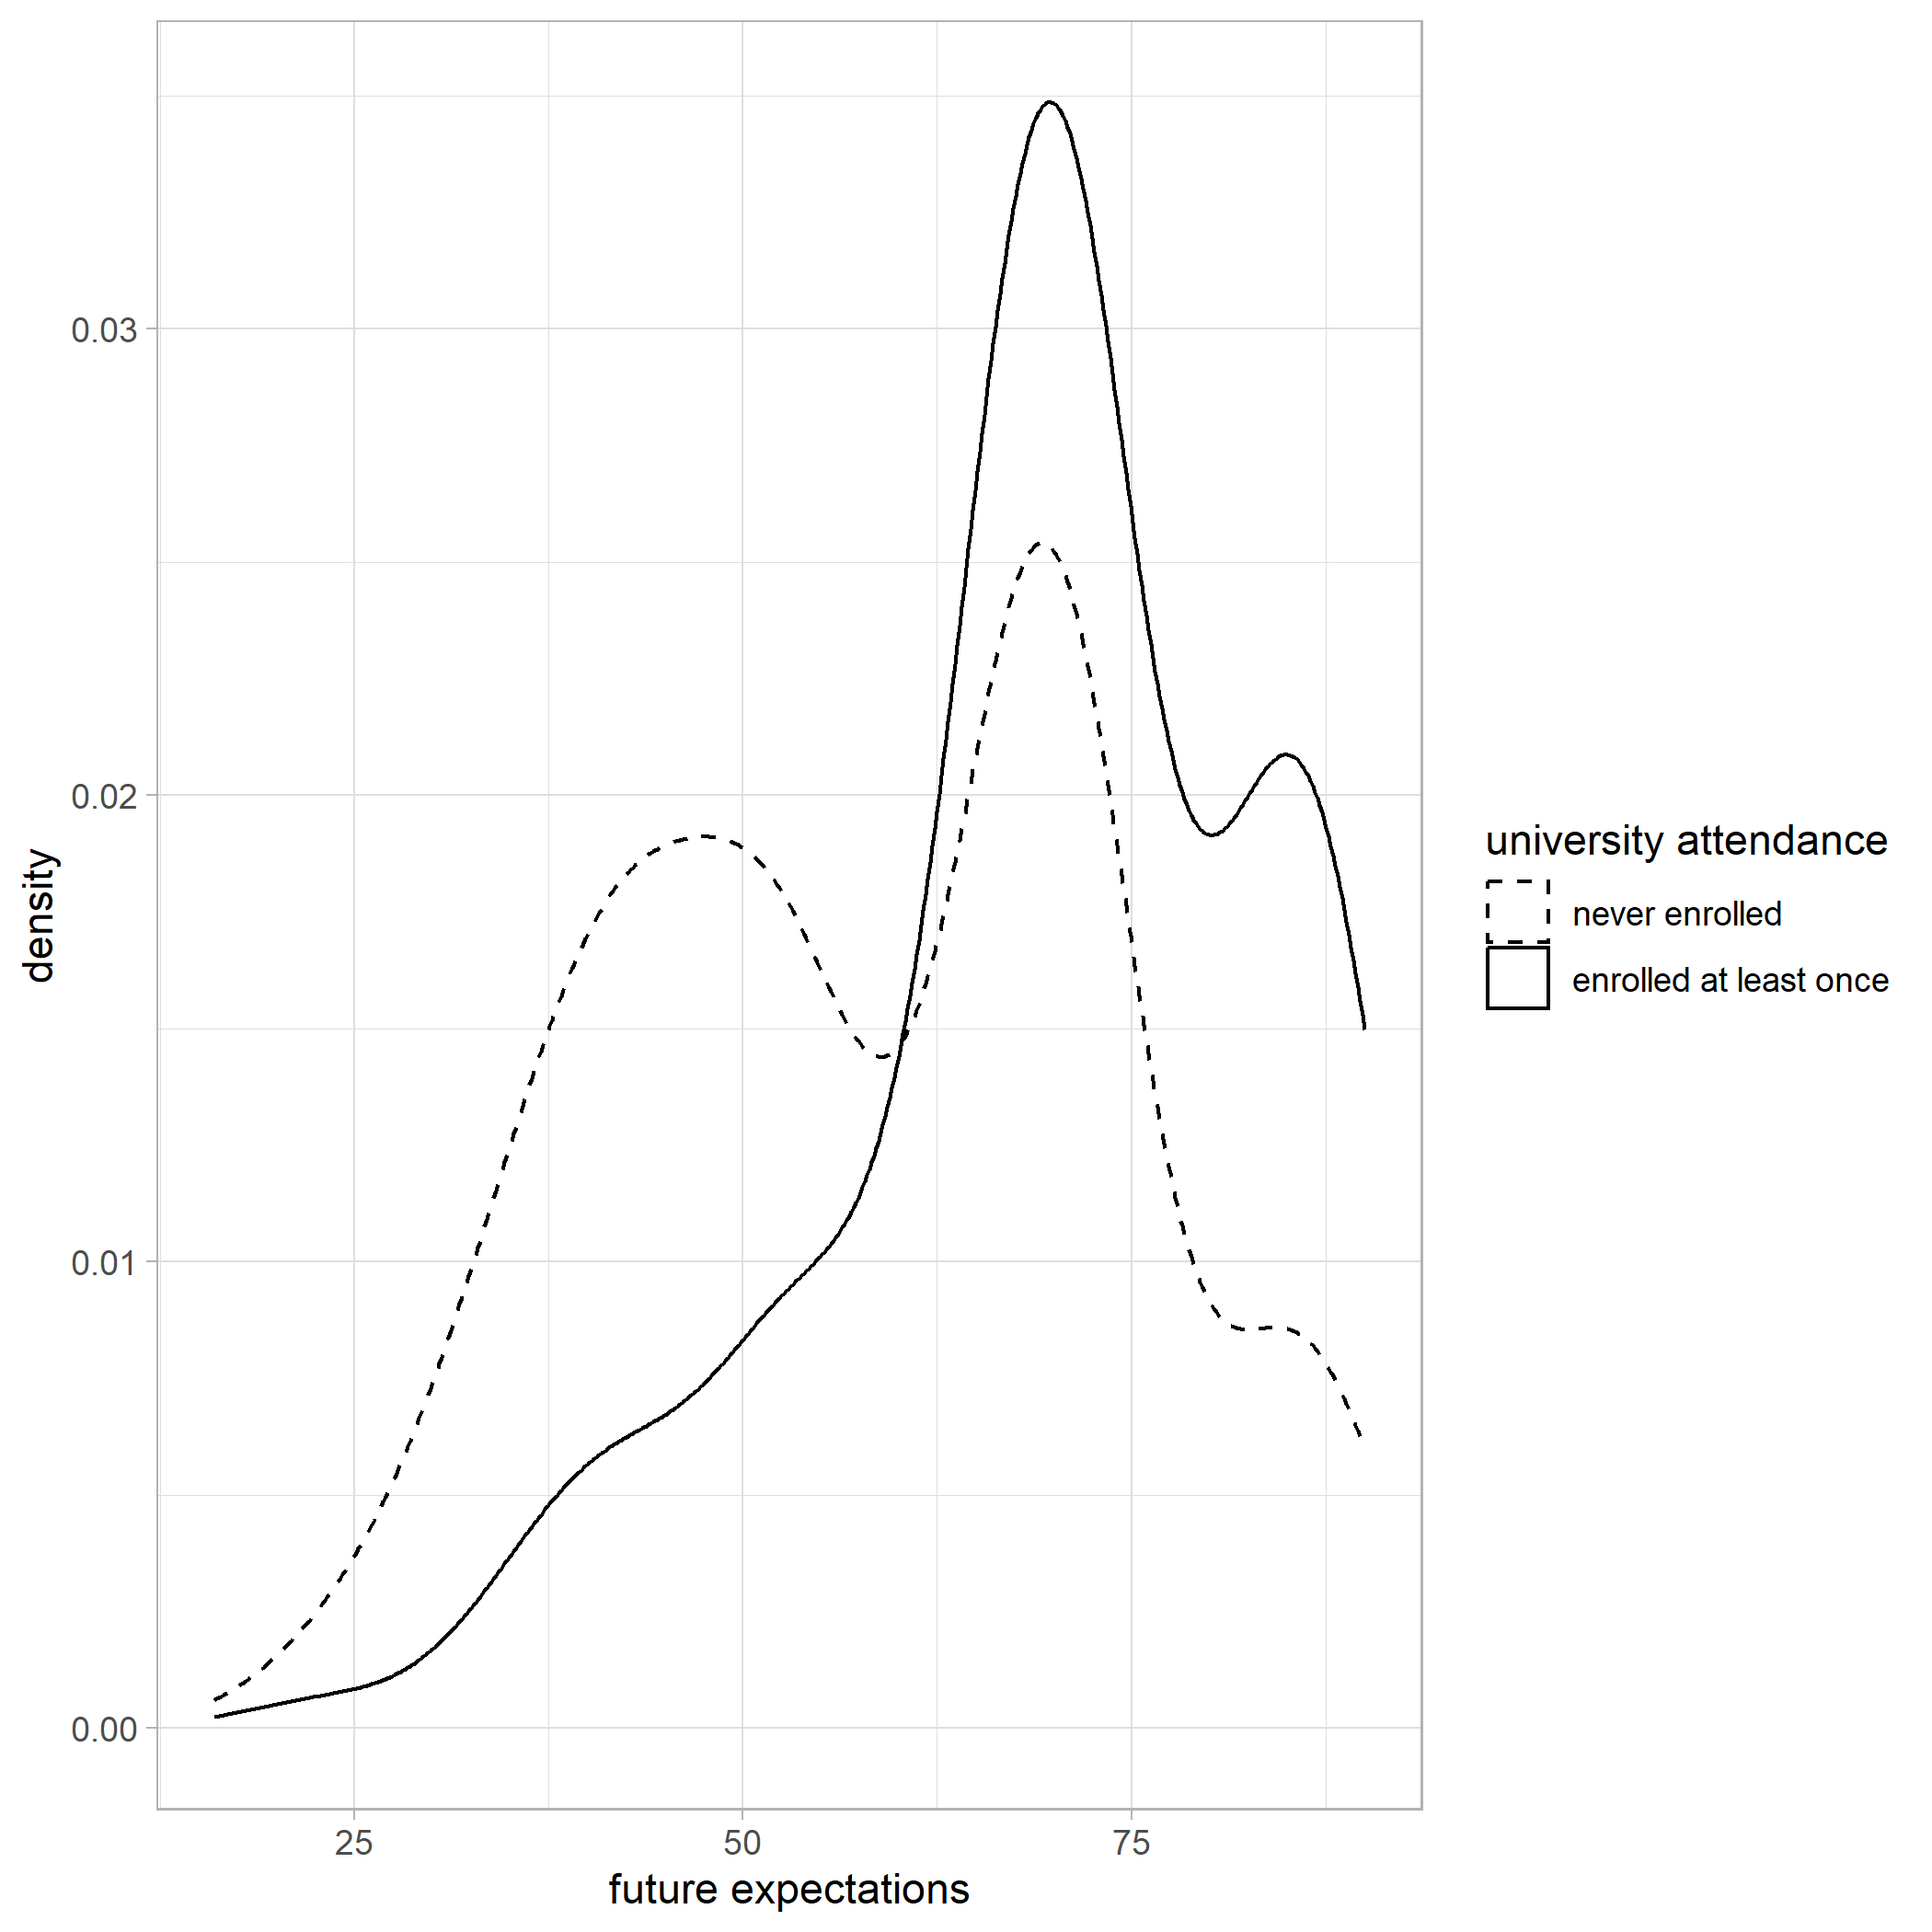 0.03
0.02
0.01
0.00
density
25 50 75
future expectations
university attendance
never enrolled
enrolled at least once